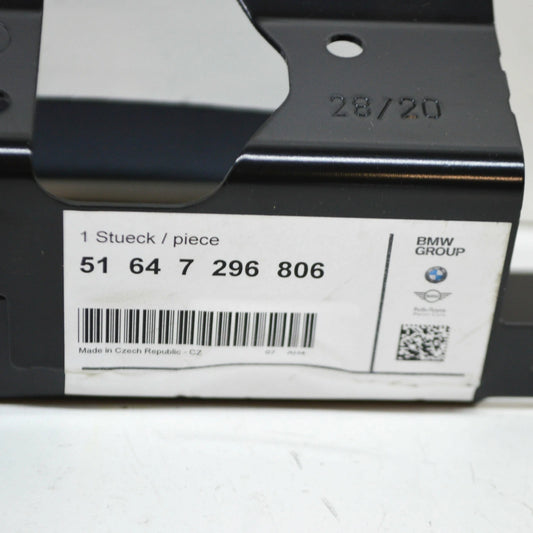 28/20
1 Stueck / piece
51 64 7 296 806
BMW
GROUP
Made in Czech Republic - CZ